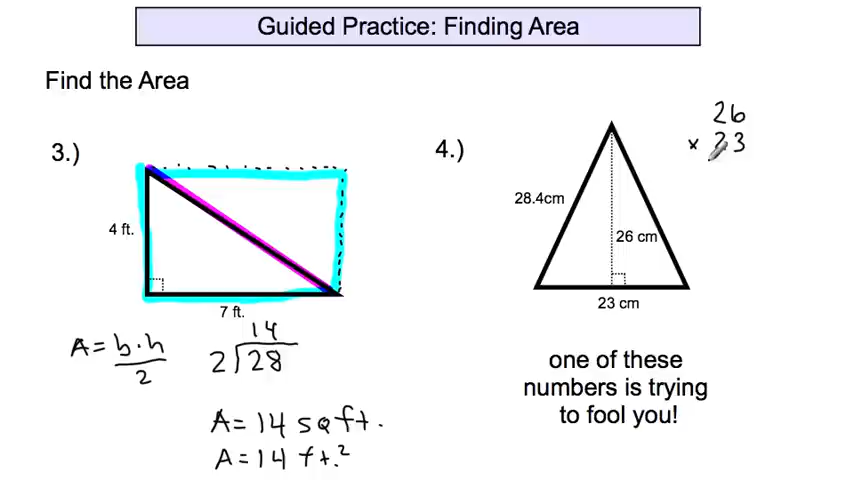 Guided Practice: Finding Area
Find the Area
3.)
4 ft.
7 ft.
A = b·h
2
14
2 28
A = 14 sq ft.
A = 14 ft.²
4.)
28.4cm
26 cm
23 cm
26
× 23
one of these
numbers is trying
to fool you!